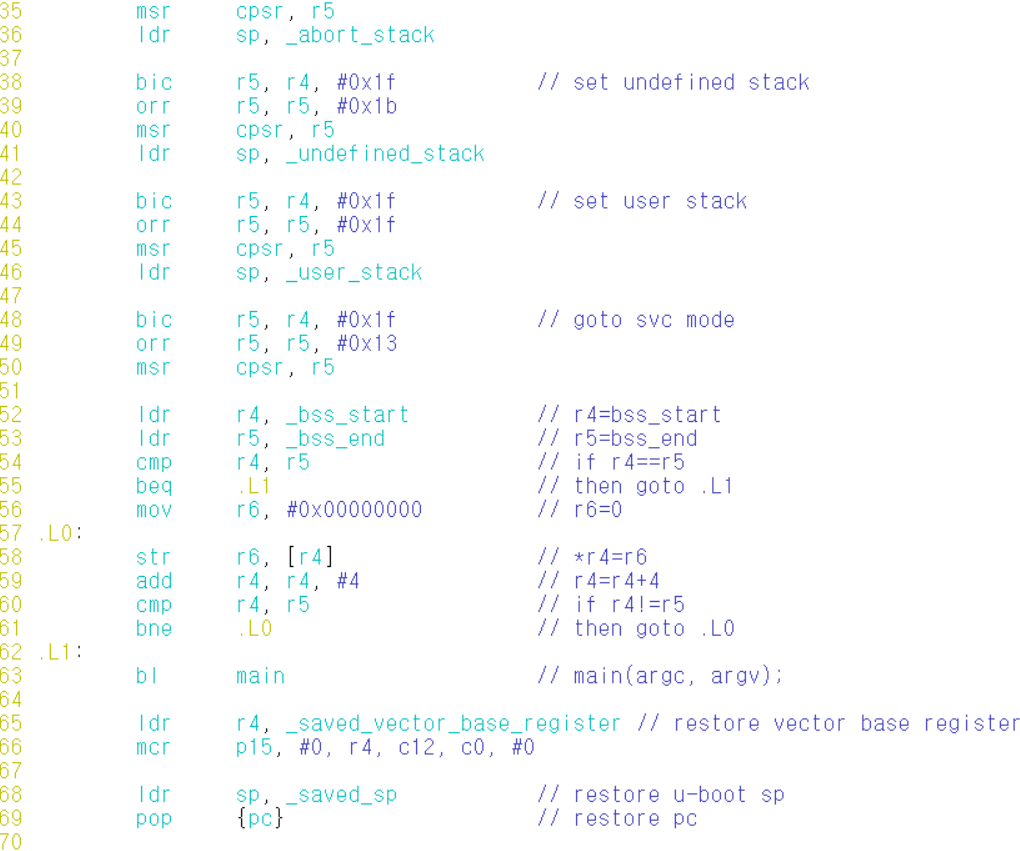 35         msr     cpsr, r5
36         ldr     sp, _abort_stack
37
38         bic     r5, r4, #0x1f           // set undefined stack
39         orr     r5, r5, #0x1b
40         msr     cpsr, r5
41         ldr     sp, _undefined_stack
42
43         bic     r5, r4, #0x1f           // set user stack
44         orr     r5, r5, #0x1f
45         msr     cpsr, r5
46         ldr     sp, _user_stack
47
48         bic     r5, r4, #0x1f           // goto svc mode
49         orr     r5, r5, #0x13
50         msr     cpsr, r5
51
52         ldr     r4, _bss_start          // r4=bss_start
53         ldr     r5, _bss_end            // r5=bss_end
54         cmp     r4, r5                  // if r4==r5
55         beq     .L1                     // then goto .L1
56         mov     r6, #0x00000000         // r6=0
57 .L0:
58         str     r6, [r4]                // *r4=r6
59         add     r4, r4, #4              // r4=r4+4
60         cmp     r4, r5                  // if r4!=r5
61         bne     .L0                     // then goto .L0
62 .L1:
63         bl      main                    // main(argc, argv);
64
65         ldr     r4, _saved_vector_base_register // restore vector base register
66         mcr     p15, #0, r4, c12, c0, #0
67
68         ldr     sp, _saved_sp           // restore u-boot sp
69         pop     {pc}                    // restore pc
70